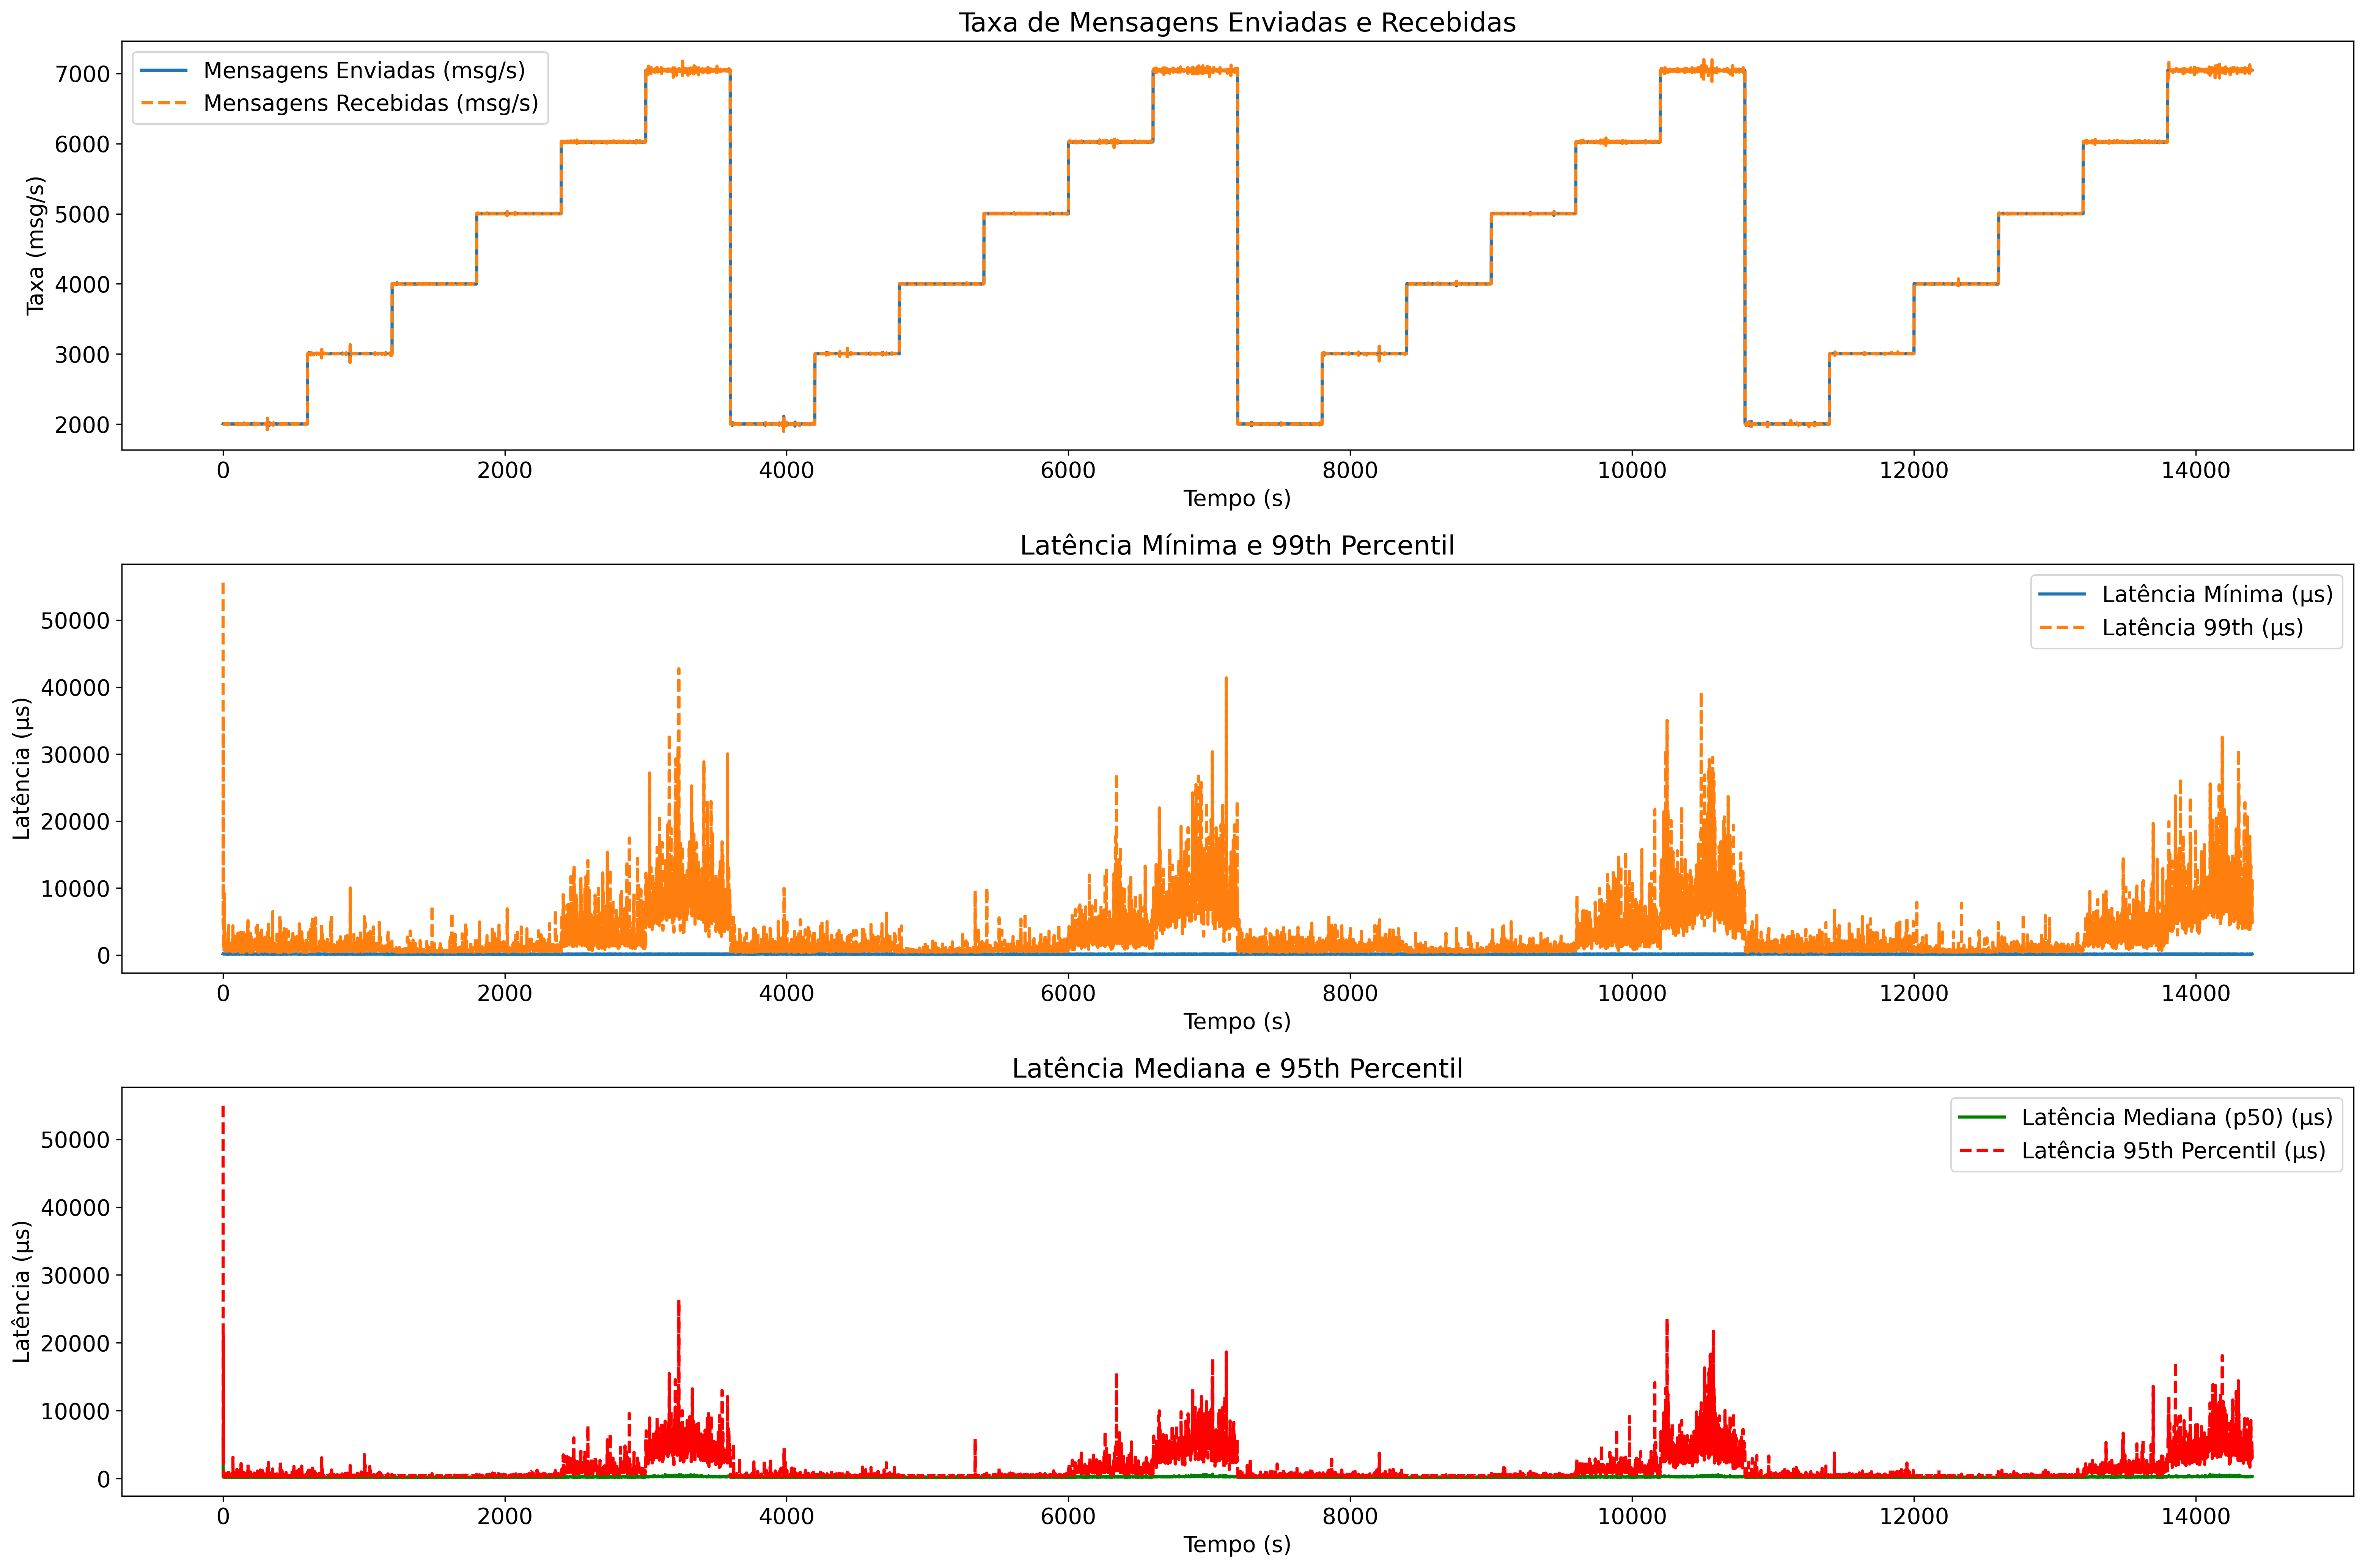 Taxa de Mensagens Enviadas e Recebidas
Mensagens Enviadas (msg/s)
Mensagens Recebidas (msg/s)
Taxa (msg/s)
7000
6000
5000
4000
3000
2000
0 2000 4000 6000 8000 10000 12000 14000
Tempo (s)
Latência Mínima e 99th Percentil
Latência Mínima (µs)
Latência 99th (µs)
Latência (µs)
50000
40000
30000
20000
10000
0
0 2000 4000 6000 8000 10000 12000 14000
Tempo (s)
Latência Mediana e 95th Percentil
Latência Mediana (p50) (µs)
Latência 95th Percentil (µs)
Latência (µs)
50000
40000
30000
20000
10000
0
0 2000 4000 6000 8000 10000 12000 14000
Tempo (s)